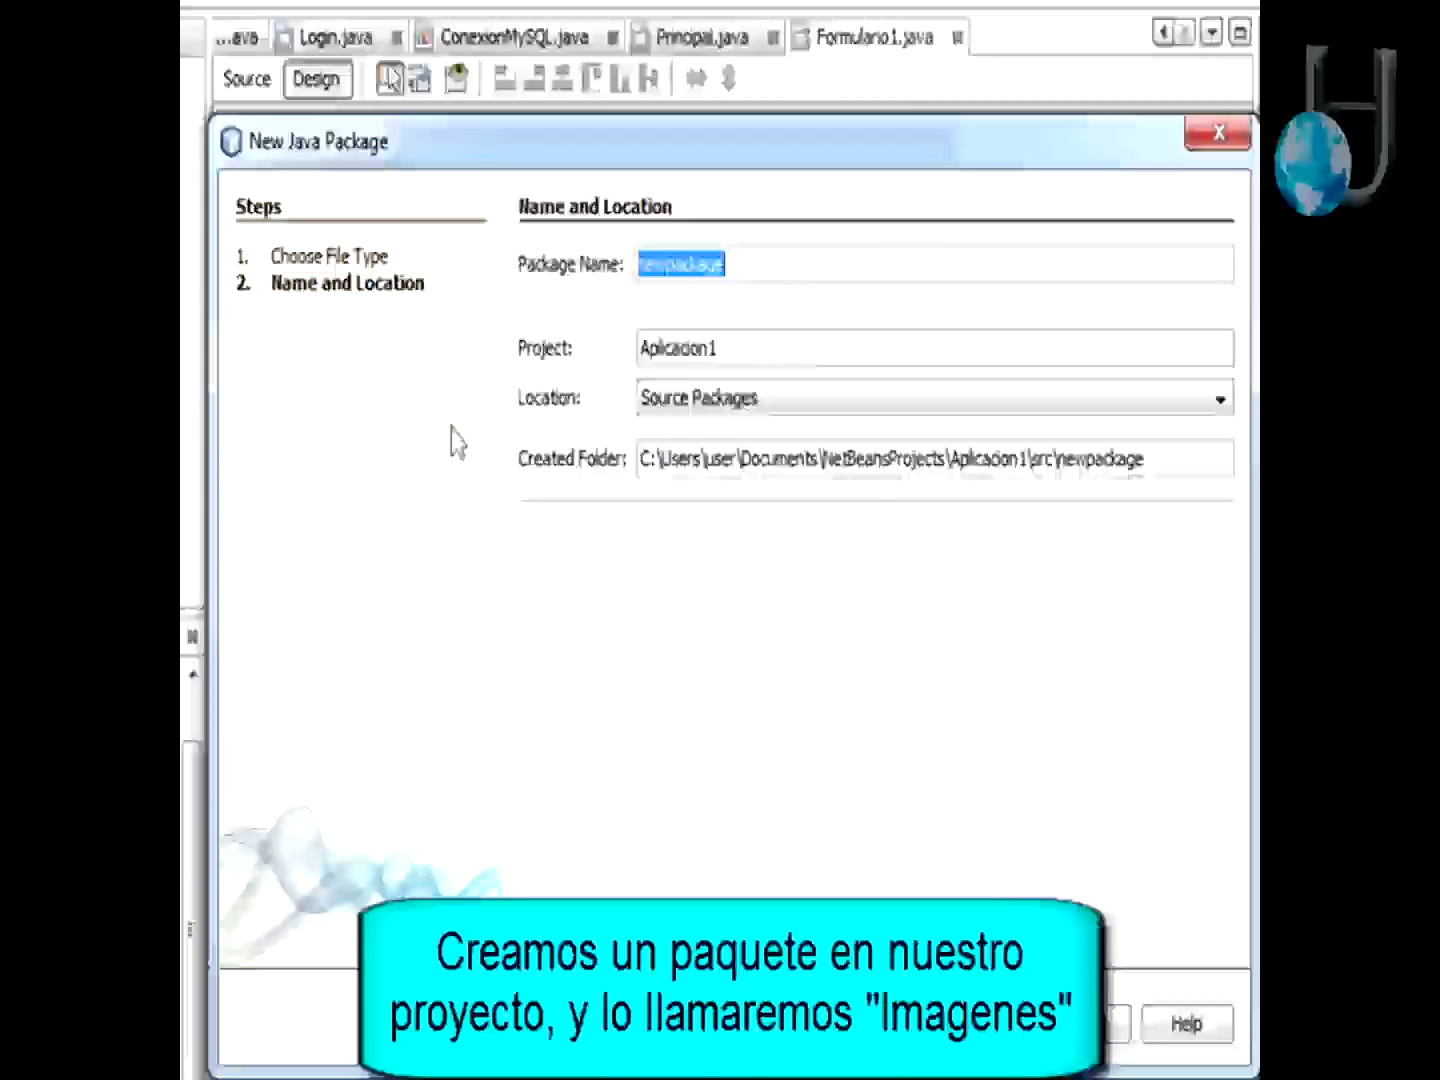 ...ava Login.java ConexionMySQL.java Principal.java Formulario1.java
Source Design
New Java Package
Steps
1. Choose File Type
2. Name and Location
Name and Location
Package Name: newpackage
Project: Aplicacion1
Location: Source Packages
Created Folder: C:\Users\user\Documents\NetBeansProjects\Aplicacion1\src\newpackage
Creamos un paquete en nuestro
proyecto, y lo llamaremos "Imagenes"
Help